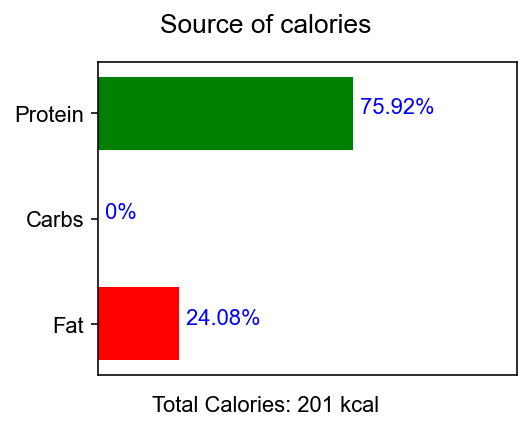 Source of calories
Protein 75.92%
Carbs 0%
Fat 24.08%
Total Calories: 201 kcal